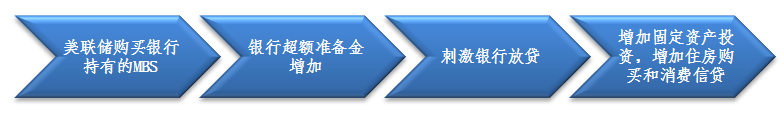 美联储购买银行
持有的MBS
银行超额准备金
增加
刺激银行放贷
增加固定资产投
资，增加住房购
买和消费信贷